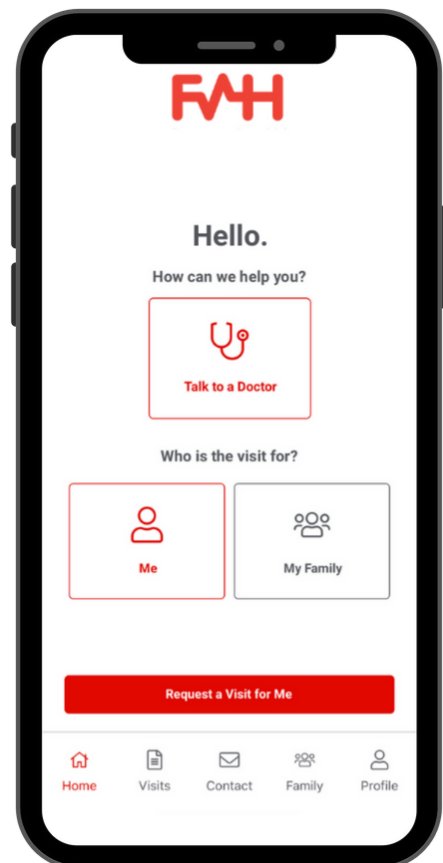 FAH
Hello.
How can we help you?
Talk to a Doctor
Who is the visit for?
Me
My Family
Request a Visit for Me
Home
Visits
Contact
Family
Profile